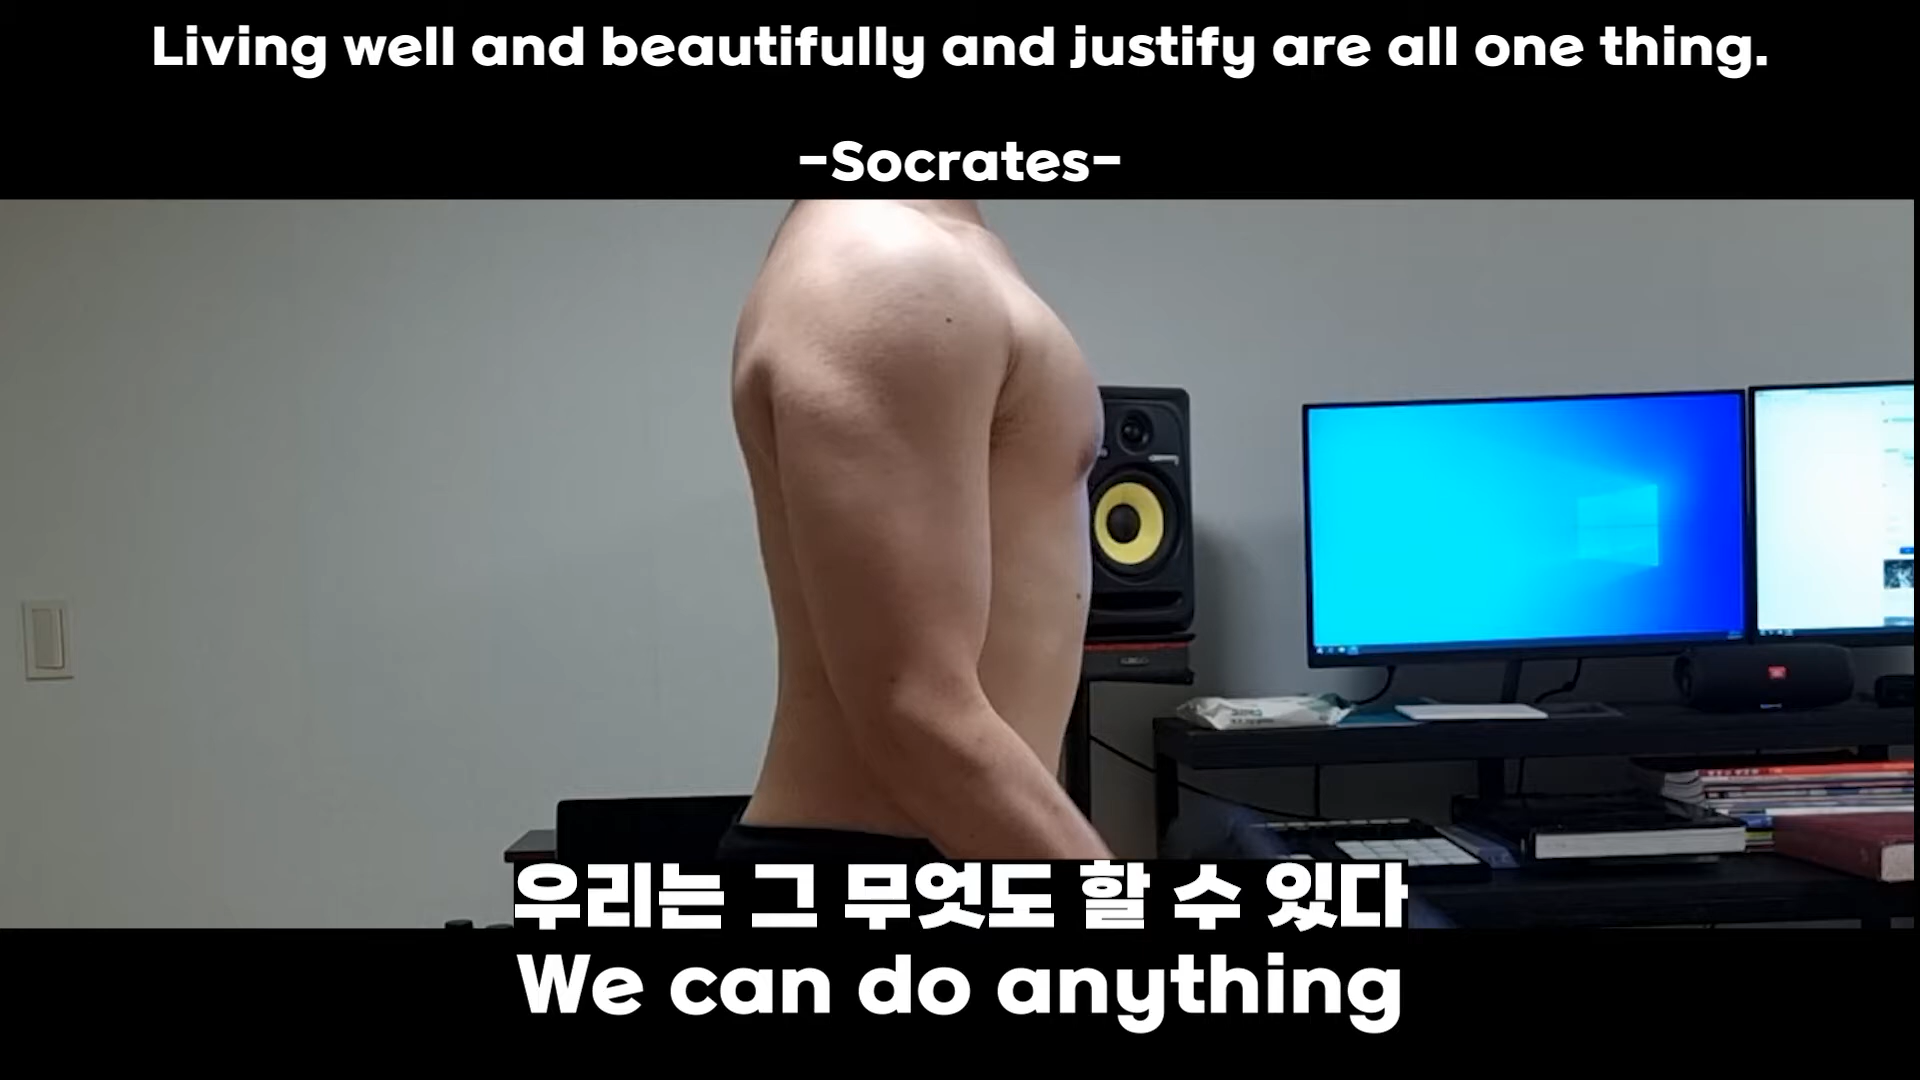 Living well and beautifully and justify are all one thing.
-Socrates-
우리는 그 무엇도 할 수 있다
We can do anything